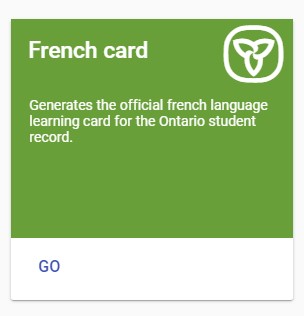 French card
Generates the official french language
learning card for the Ontario student
record.
GO